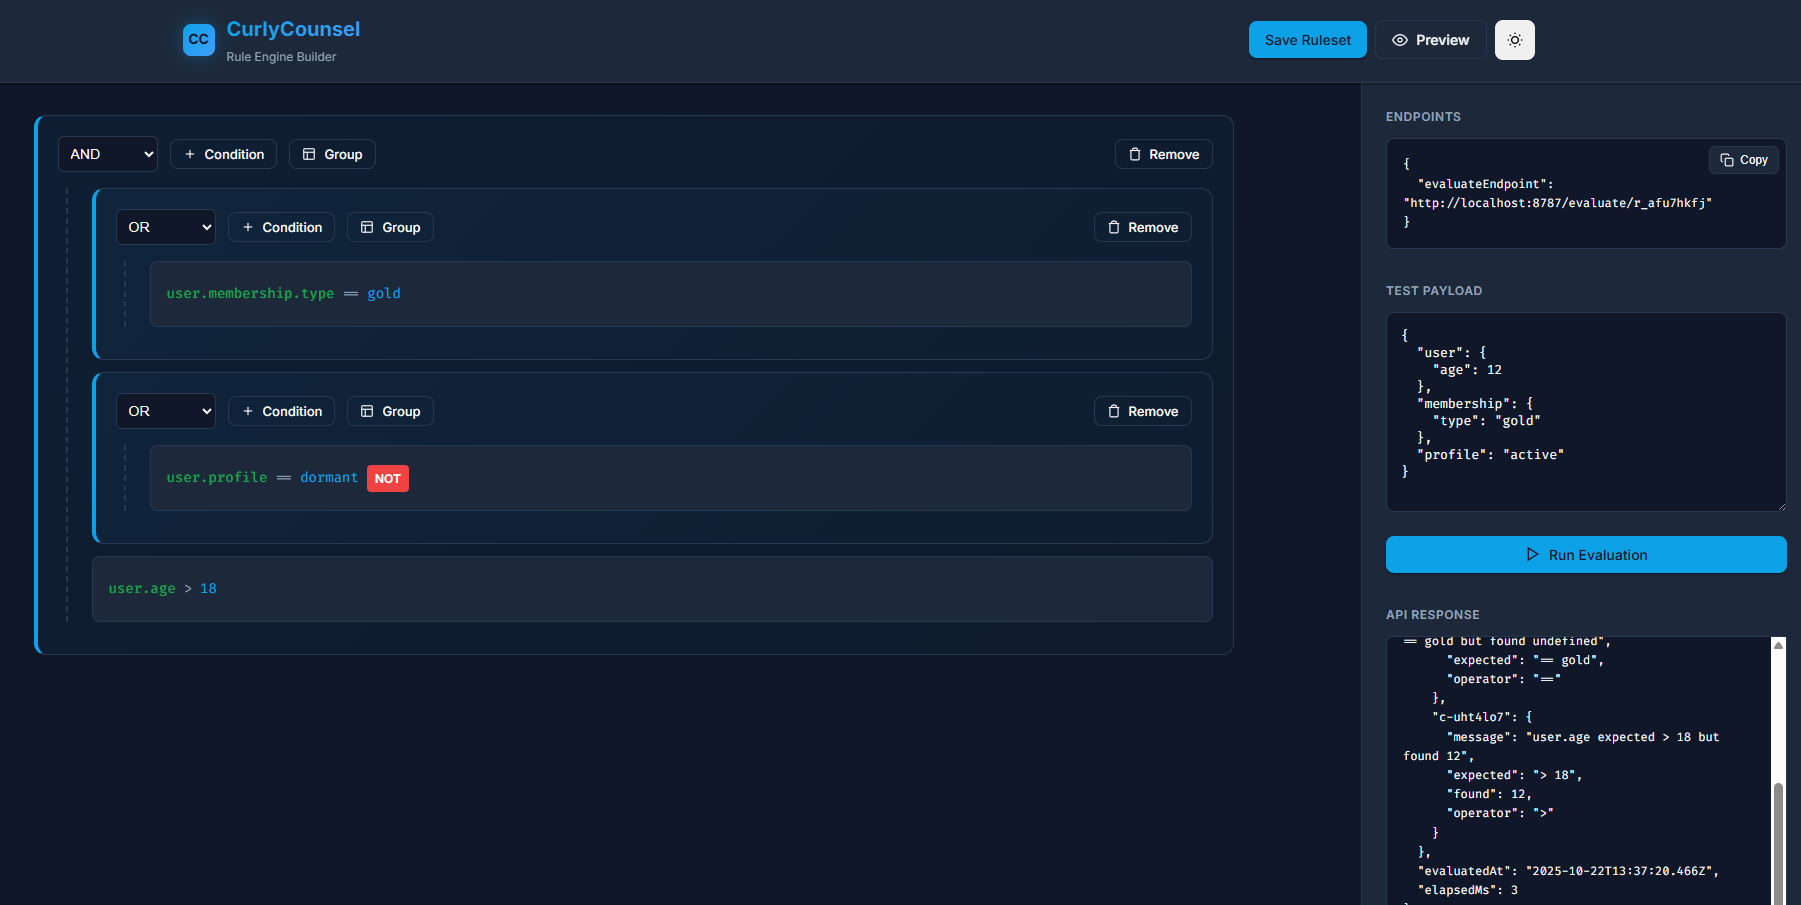 CC
CurlyCounsel
Rule Engine Builder
Save Ruleset
Preview
AND
+ Condition
Group
Remove
OR
+ Condition
Group
Remove
user.membership.type == gold
OR
+ Condition
Group
Remove
user.profile == dormant NOT
user.age > 18
ENDPOINTS
Copy
{
"evaluateEndpoint":
"http://localhost:8787/evaluate/r_afu7hkfj"
}
TEST PAYLOAD
{
"user": {
"age": 12
},
"membership": {
"type": "gold"
},
"profile": "active"
}
Run Evaluation
API RESPONSE
== gold but found undefined",
"expected": "== gold",
"operator": "=="
},
"c-uht4lo7": {
"message": "user.age expected > 18 but
found 12",
"expected": "> 18",
"found": 12,
"operator": ">"
}
},
"evaluatedAt": "2025-10-22T13:37:20.466Z",
"elapsedMs": 3